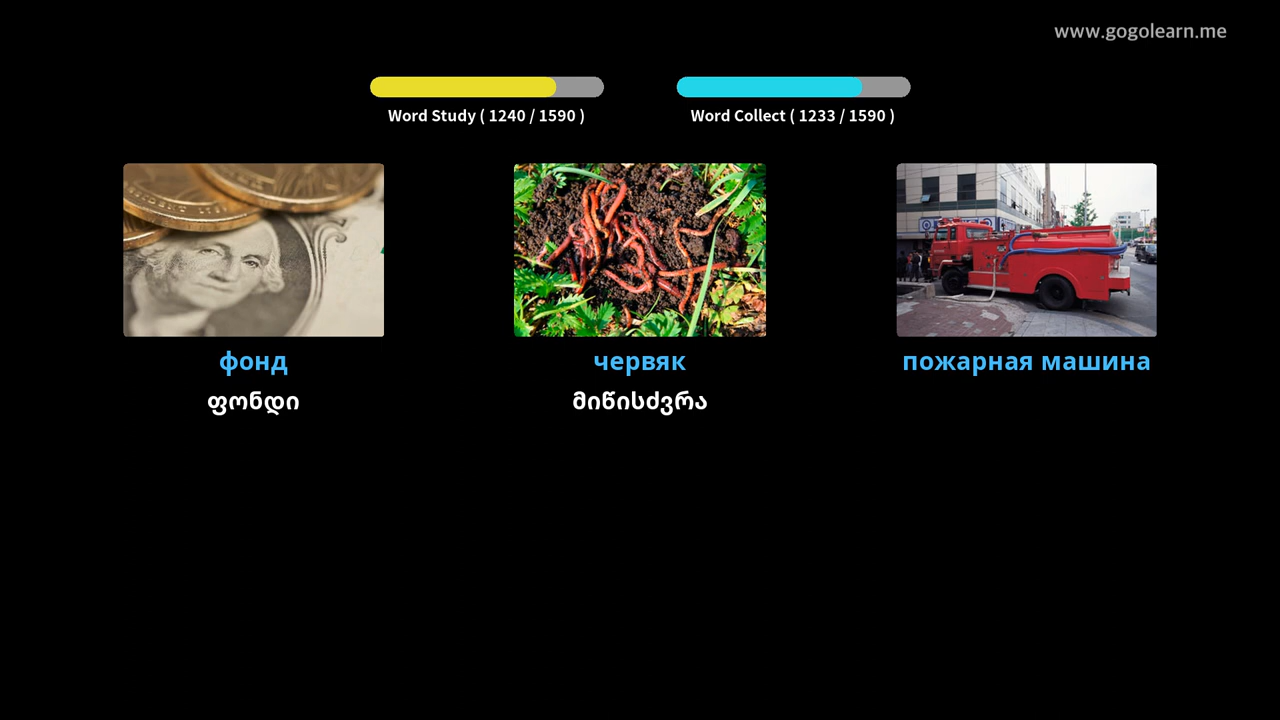 www.gogolearn.me
Word Study ( 1240 / 1590 )
Word Collect ( 1233 / 1590 )
фонд
червяк
пожарная машина
ფონდი
მიწისძვრა